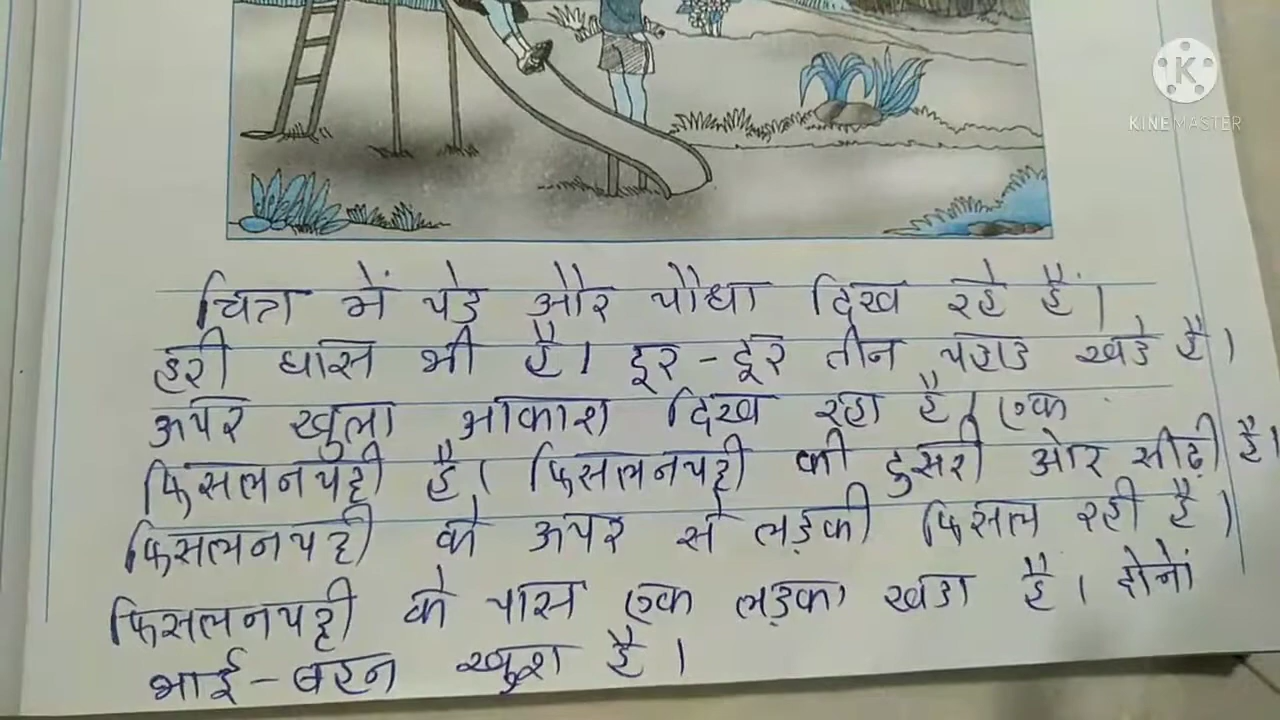 KINEMASTER
चित्र में पेड और पौधा दिख रहे हैं।
हरी घास भी है। दूर-दूर तीन पहाड खडे है।
ऊपर खुला आकाश दिख रहा है। एक
फिसलनपट्टी है। फिसलनपट्टी की दुसरी ओर सीढ़ी है।
फिसलनपट्टी के ऊपर से लड़की फिसल रही है।
फिसलनपट्टी के पास एक लड़का खडा है। दोनों
भाई-बहन खुश है।